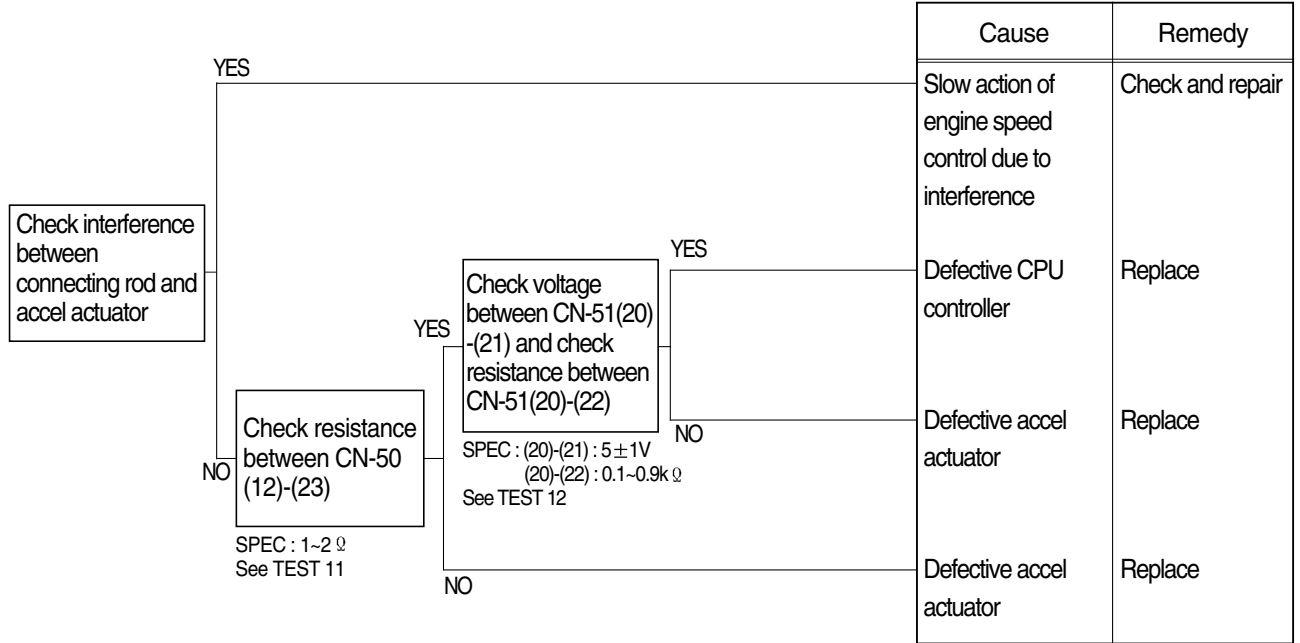 Cause
Remedy
YES
Slow action of
engine speed
control due to
interference
Check and repair
Check interference
between
connecting rod and
accel actuator
YES
Defective CPU
controller
Replace
YES
Check voltage
between CN-51(20)
-(21) and check
resistance between
CN-51(20)-(22)
SPEC : (20)-(21) : 5±1V
(20)-(22) : 0.1~0.9k Ω
See TEST 12
NO
Defective accel
actuator
Replace
NO
Check resistance
between CN-50
(12)-(23)
SPEC : 1~2 Ω
See TEST 11
NO
Defective accel
actuator
Replace